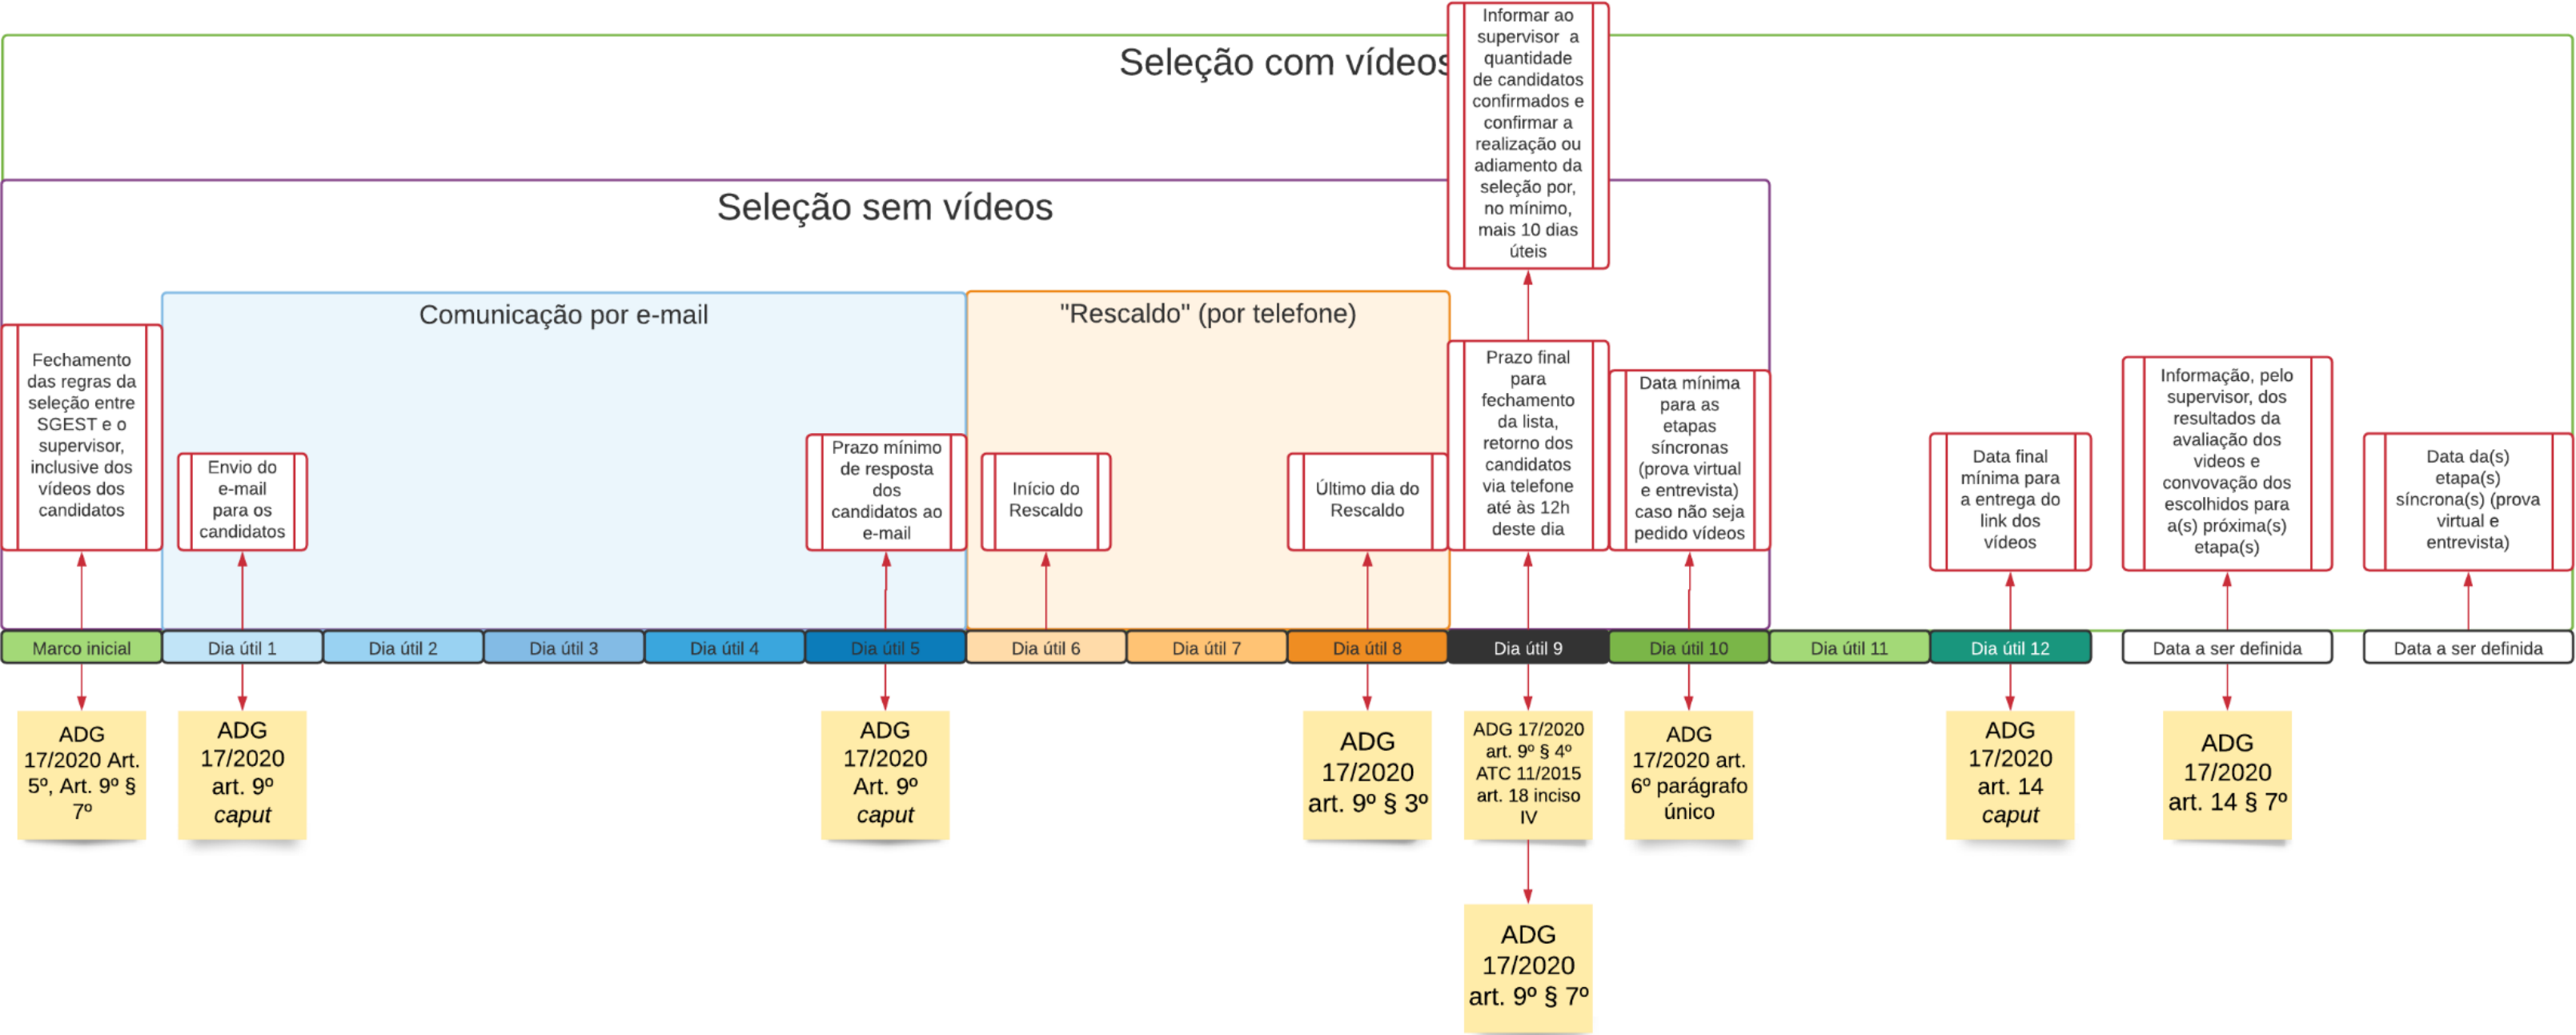 Seleção com vídeos
Informar ao
supervisor a
quantidade
de candidatos
confirmados e
confirmar a
realização ou
adiamento da
seleção por,
no mínimo,
mais 10 dias
úteis
Seleção sem vídeos
Comunicação por e-mail
"Rescaldo" (por telefone)
Fechamento
das regras da
seleção entre
SGEST e o
supervisor,
inclusive dos
vídeos dos
candidatos
Envio do
e-mail
para os
candidatos
Prazo mínimo
de resposta
dos
candidatos ao
e-mail
Início do
Rescaldo
Último dia do
Rescaldo
Prazo final
para
fechamento
da lista,
retorno dos
candidatos
via telefone
até às 12h
deste dia
Data mínima
para as
etapas
síncronas
(prova virtual
e entrevista)
caso não seja
pedido vídeos
Data final
mínima para
a entrega do
link dos
vídeos
Informação, pelo
supervisor, dos
resultados da
avaliação dos
videos e
convovação dos
escolhidos para
a(s) próxima(s)
etapa(s)
Data da(s)
etapa(s)
síncrona(s) (prova
virtual e
entrevista)
Marco inicial
Dia útil 1
Dia útil 2
Dia útil 3
Dia útil 4
Dia útil 5
Dia útil 6
Dia útil 7
Dia útil 8
Dia útil 9
Dia útil 10
Dia útil 11
Dia útil 12
Data a ser definida
Data a ser definida
ADG
17/2020 Art.
5º, Art. 9º §
7º
ADG
17/2020
art. 9º
caput
ADG
17/2020
Art. 9º
caput
ADG
17/2020
art. 9º § 3º
ADG 17/2020
art. 9º § 4º
ATC 11/2015
art. 18 inciso
IV
ADG
17/2020 art.
6º parágrafo
único
ADG
17/2020
art. 14
caput
ADG
17/2020
art. 14 § 7º
ADG
17/2020
art. 9º § 7º